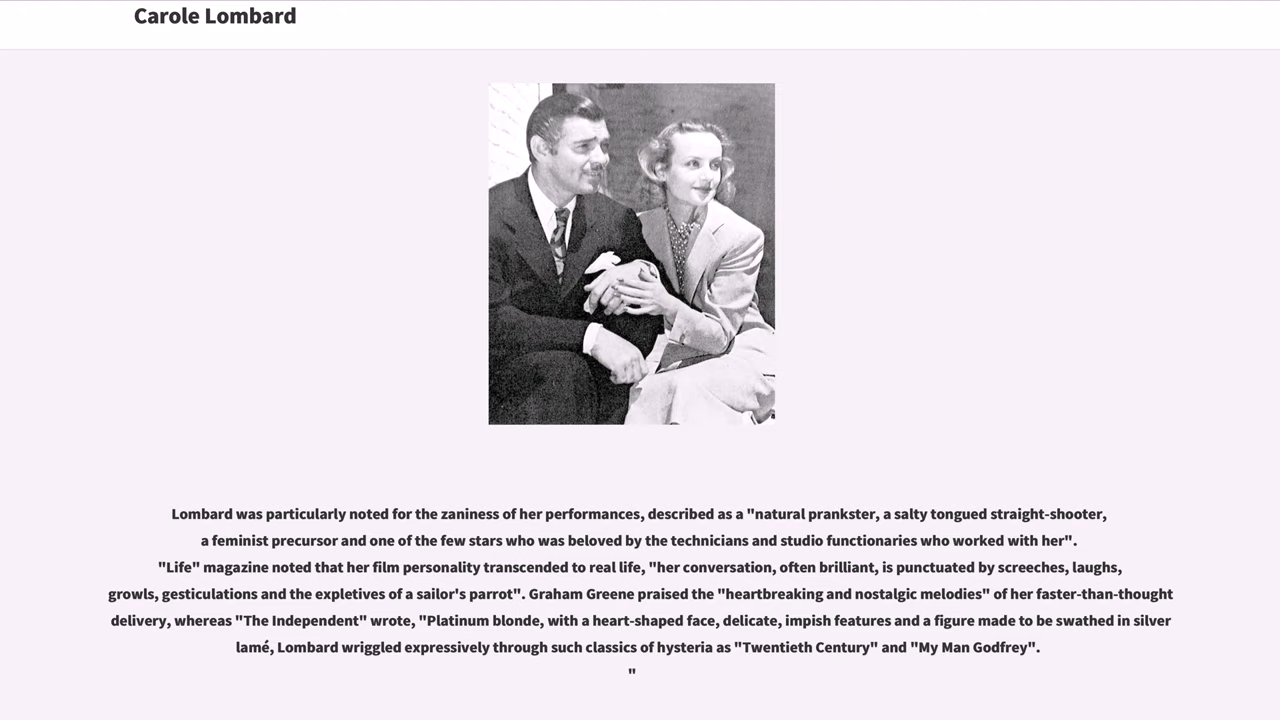 Carole Lombard
Lombard was particularly noted for the zaniness of her performances, described as a "natural prankster, a salty tongued straight-shooter,
a feminist precursor and one of the few stars who was beloved by the technicians and studio functionaries who worked with her".
"Life" magazine noted that her film personality transcended to real life, "her conversation, often brilliant, is punctuated by screeches, laughs,
growls, gesticulations and the expletives of a sailor's parrot". Graham Greene praised the "heartbreaking and nostalgic melodies" of her faster-than-thought
delivery, whereas "The Independent" wrote, "Platinum blonde, with a heart-shaped face, delicate, impish features and a figure made to be swathed in silver
lamé, Lombard wriggled expressively through such classics of hysteria as "Twentieth Century" and "My Man Godfrey".
"